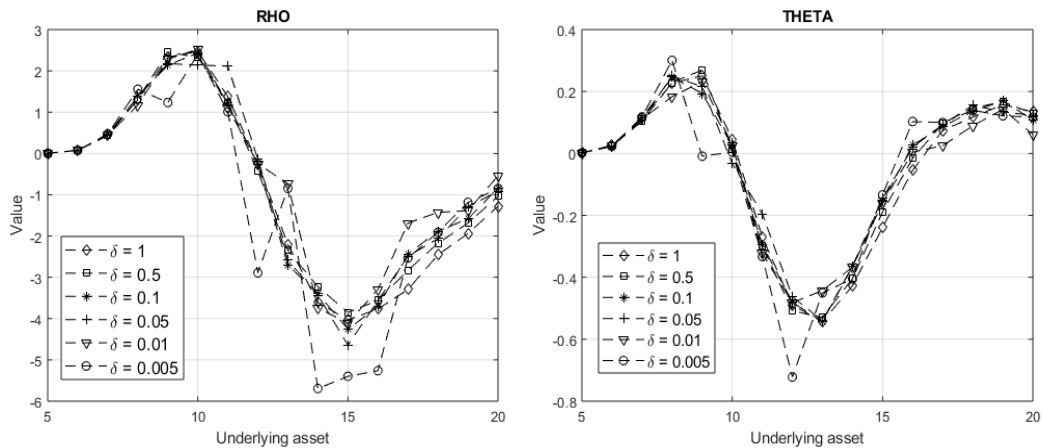 RHO
3
2
1
0
-1
-2
-3
-4
-5
-6
Value
δ = 1
δ = 0.5
δ = 0.1
δ = 0.05
δ = 0.01
δ = 0.005
5
10
15
20
Underlying asset
THETA
0.4
0.2
0
-0.2
-0.4
-0.6
-0.8
Value
δ = 1
δ = 0.5
δ = 0.1
δ = 0.05
δ = 0.01
δ = 0.005
5
10
15
20
Underlying asset